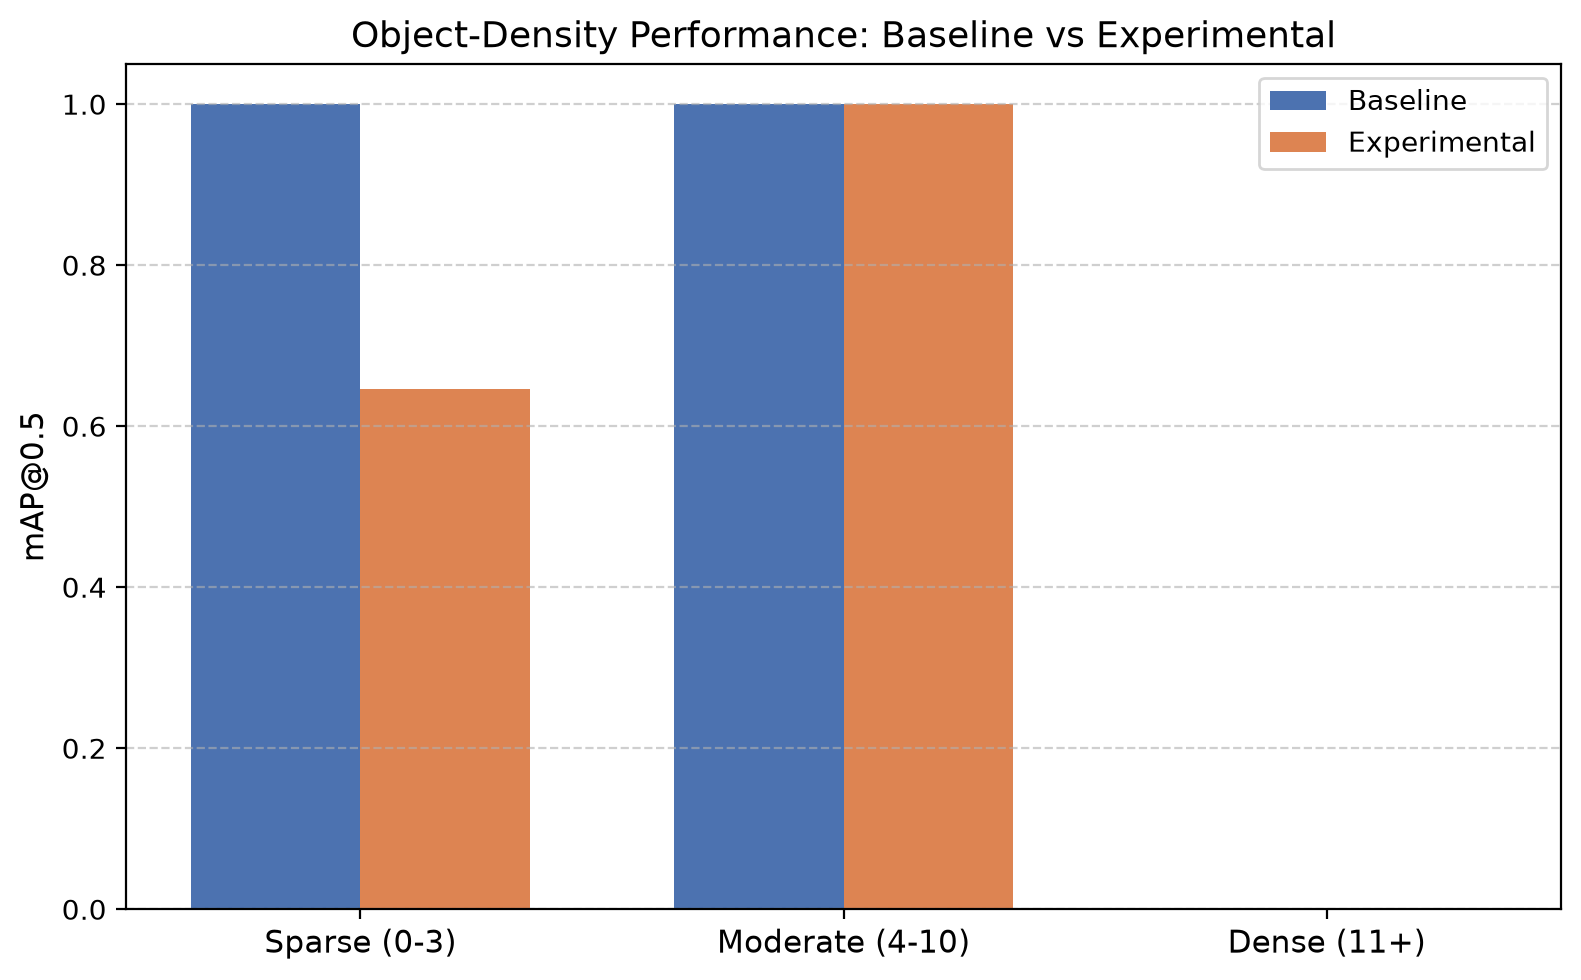 Object-Density Performance: Baseline vs Experimental
Baseline
Experimental
mAP@0.5
1.0
0.8
0.6
0.4
0.2
0.0
Sparse (0-3)
Moderate (4-10)
Dense (11+)